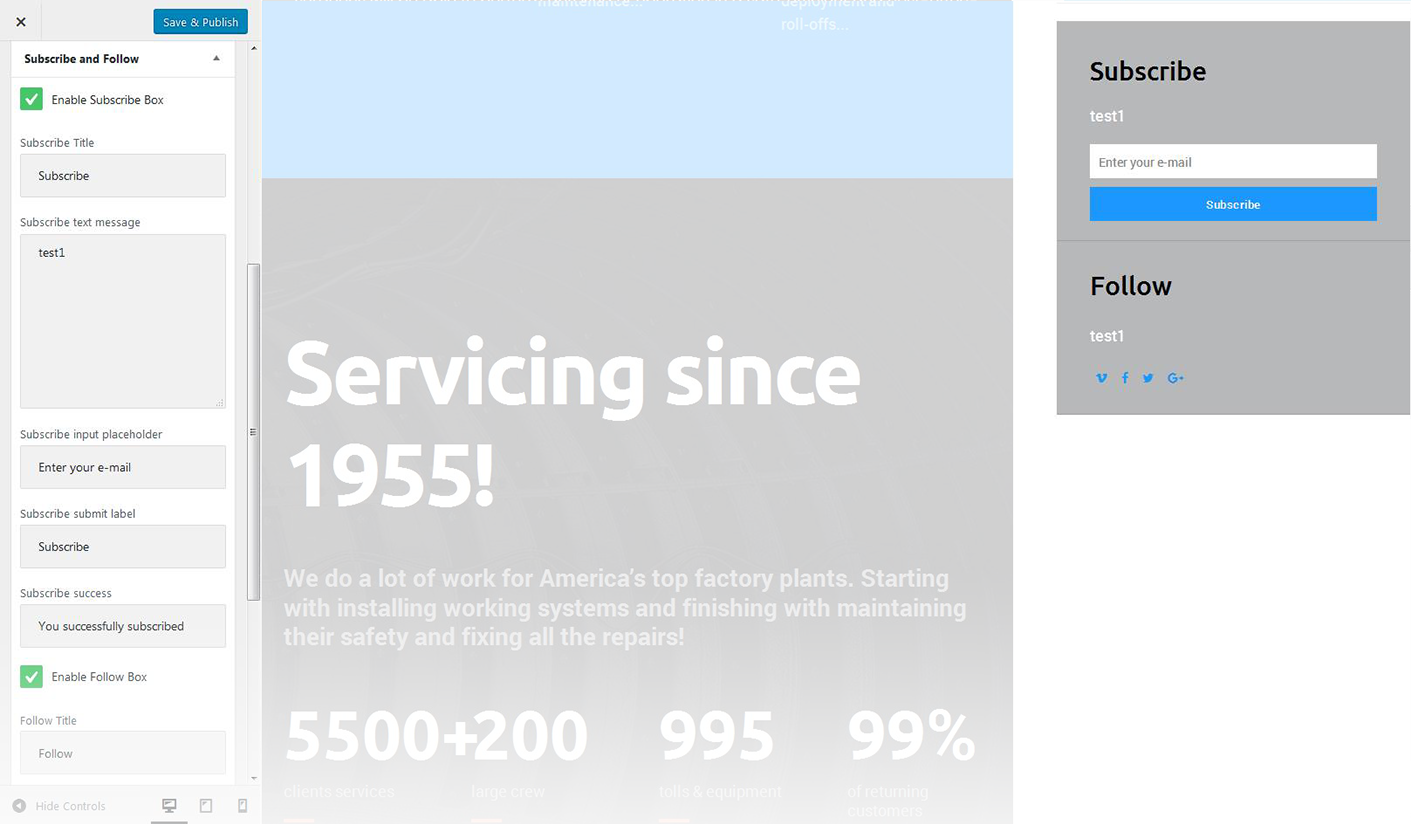 Save & Publish
Subscribe and Follow
Enable Subscribe Box
Subscribe Title
Subscribe
Subscribe text message
test1
Subscribe input placeholder
Enter your e-mail
Subscribe submit label
Subscribe
Subscribe success
You successfully subscribed
Enable Follow Box
Follow Title
Follow
Hide Controls
maintenance...
deployment and
roll-offs...
Servicing since
1955!
We do a lot of work for America's top factory plants. Starting
with installing working systems and finishing with maintaining
their safety and fixing all the repairs!
5500+
clients services
200
large crew
995
tolls & equipment
99%
of returning
customers
Subscribe
test1
Enter your e-mail
Subscribe
Follow
test1